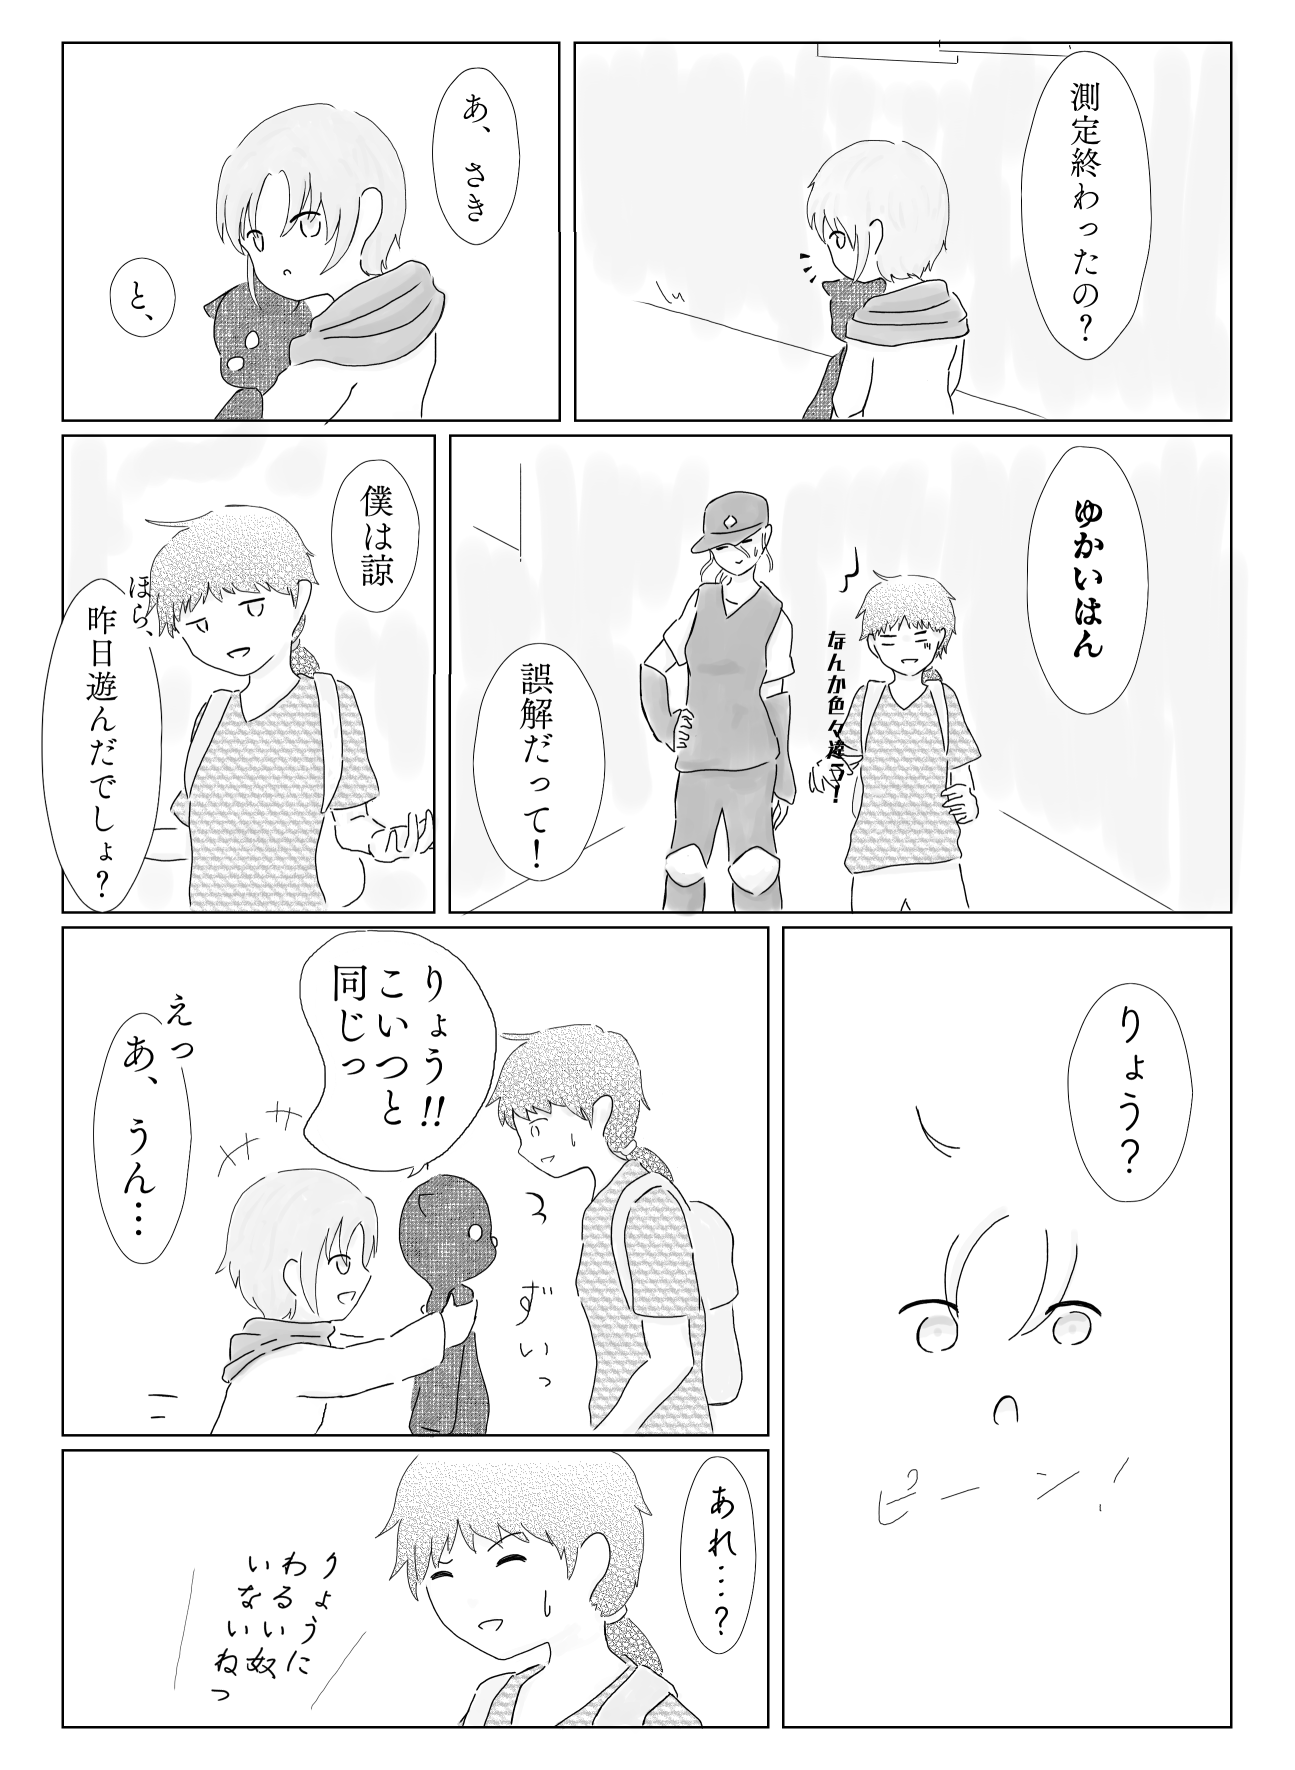 測定終わったの？
あ、さき
と、
ゆかいはん
なんか色々違う！
誤解だって！
僕は諒
ほら、
昨日遊んだでしょ？
りょう？
ピーン！
りょう!!
こいつと
同じっ
ずいっ
えっ
あ、うん…
あれ…？
りょうに
わるい奴
いないねっ